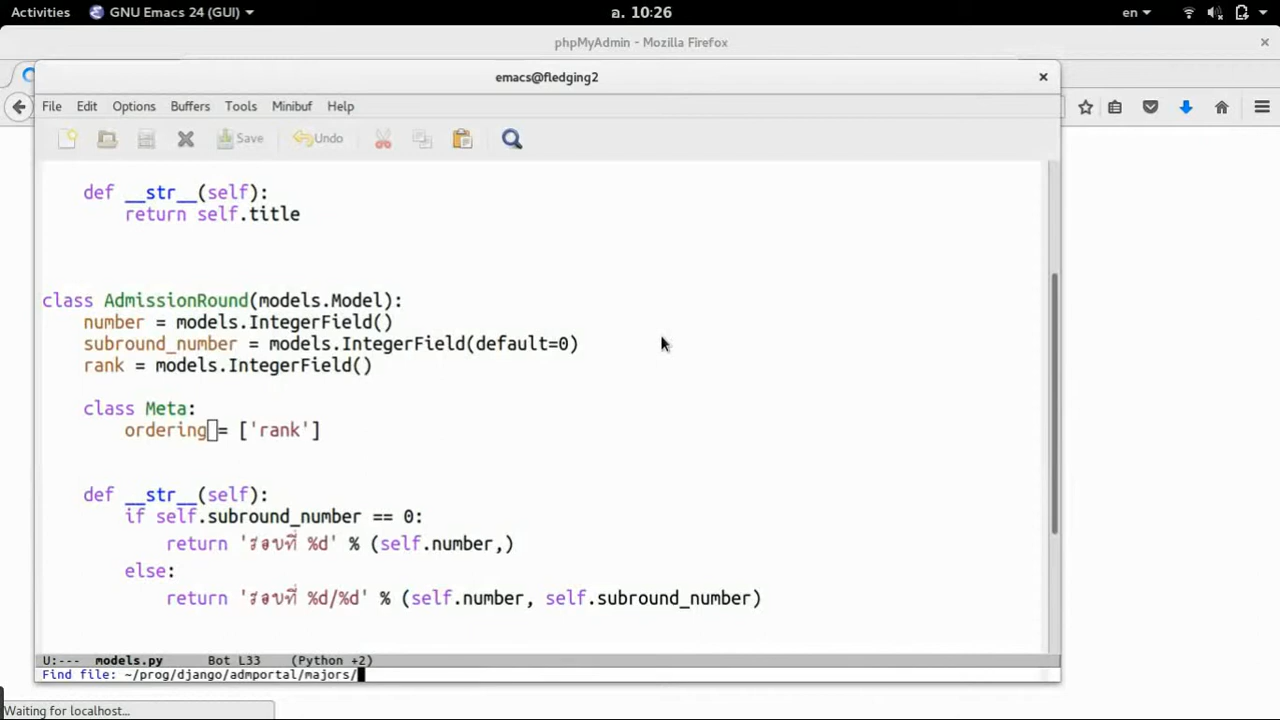 Activities GNU Emacs 24 (GUI) อ. 10:26 en
phpMyAdmin - Mozilla Firefox
emacs@fledging2
File Edit Options Buffers Tools Minibuf Help
Save Undo
def __str__(self):
return self.title
class AdmissionRound(models.Model):
number = models.IntegerField()
subround_number = models.IntegerField(default=0)
rank = models.IntegerField()
class Meta:
ordering = ['rank']
def __str__(self):
if self.subround_number == 0:
return 'รอบที่ %d' % (self.number,)
else:
return 'รอบที่ %d/%d' % (self.number, self.subround_number)
U:--- models.py Bot L33 (Python +2)
Find file: ~/prog/django/admportal/majors/
Waiting for localhost...